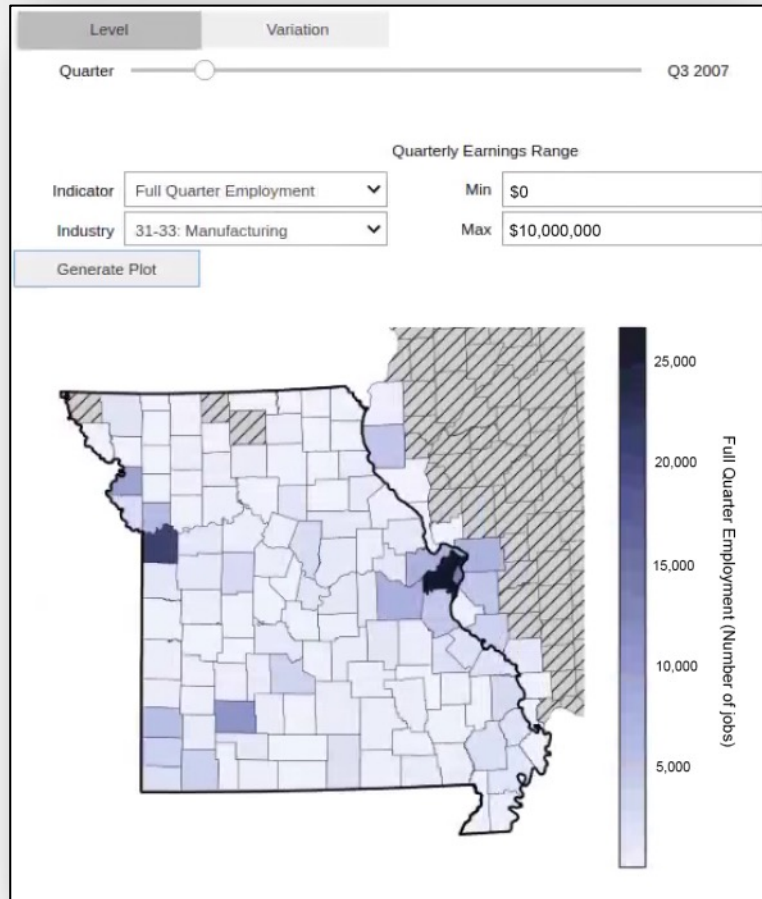 Level Variation
Quarter Q3 2007
Quarterly Earnings Range
Indicator Full Quarter Employment Min $0
Industry 31-33: Manufacturing Max $10,000,000
Generate Plot
25,000
20,000
15,000
10,000
5,000
Full Quarter Employment (Number of jobs)